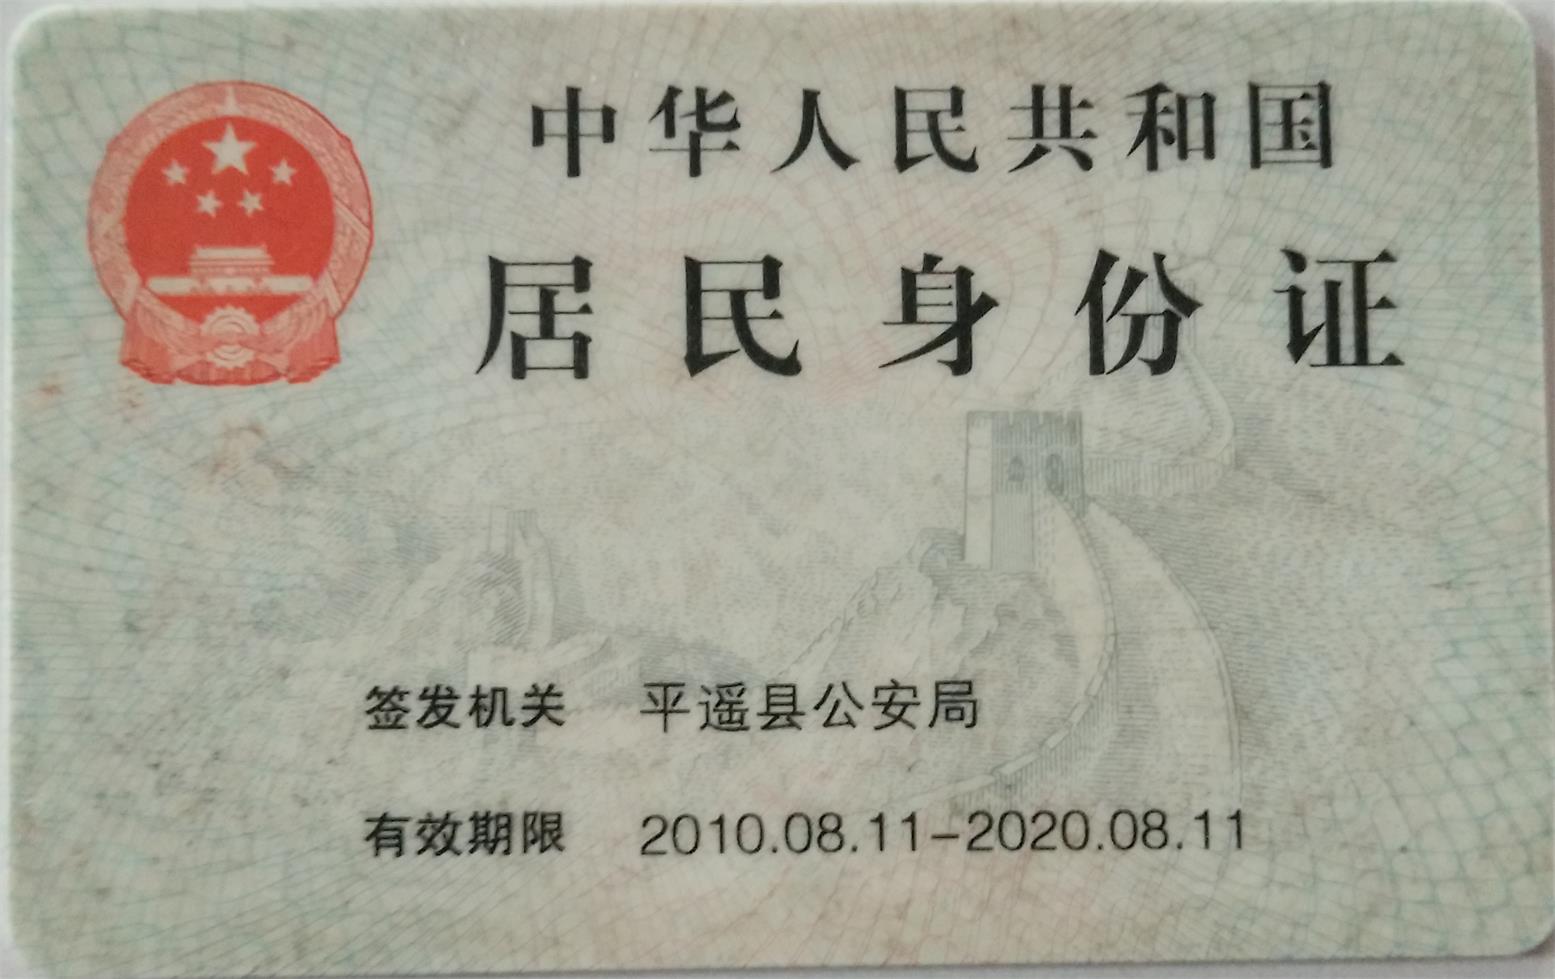 中华人民共和国
居民身份证
签发机关 平遥县公安局
有效期限 2010.08.11-2020.08.11